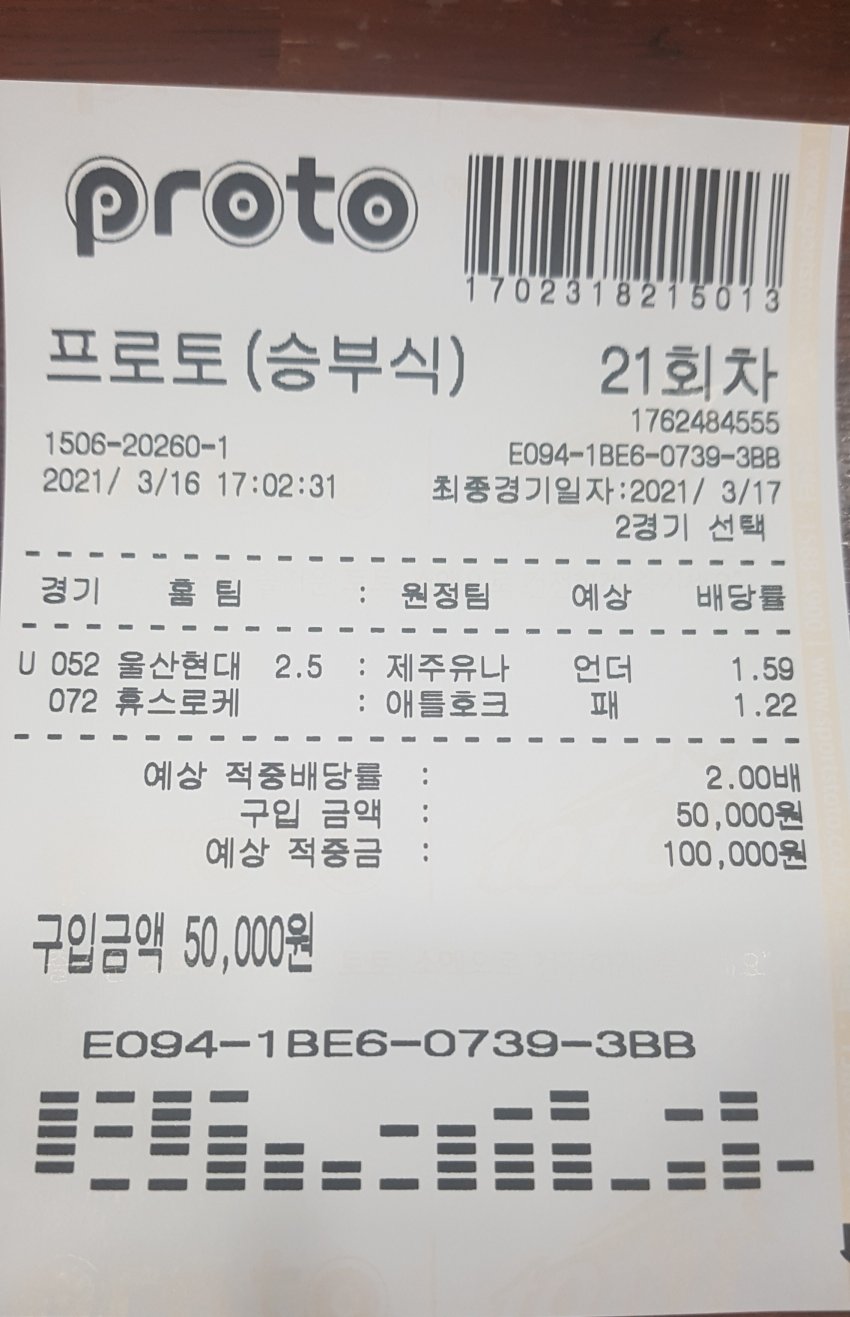 proto
1702318215013
프로토(승부식) 21회차
1762484555
1506-20260-1 E094-1BE6-0739-3BB
2021/ 3/16 17:02:31 최종경기일자:2021/ 3/17
2경기 선택
경기 홈 팀 : 원정팀 예상 배당률
U 052 울산현대 2.5 : 제주유나 언더 1.59
072 휴스로케 : 애틀호크 패 1.22
예상 적중배당률 : 2.00배
구입 금액 : 50,000원
예상 적중금 : 100,000원
구입금액 50,000원
E094-1BE6-0739-3BB